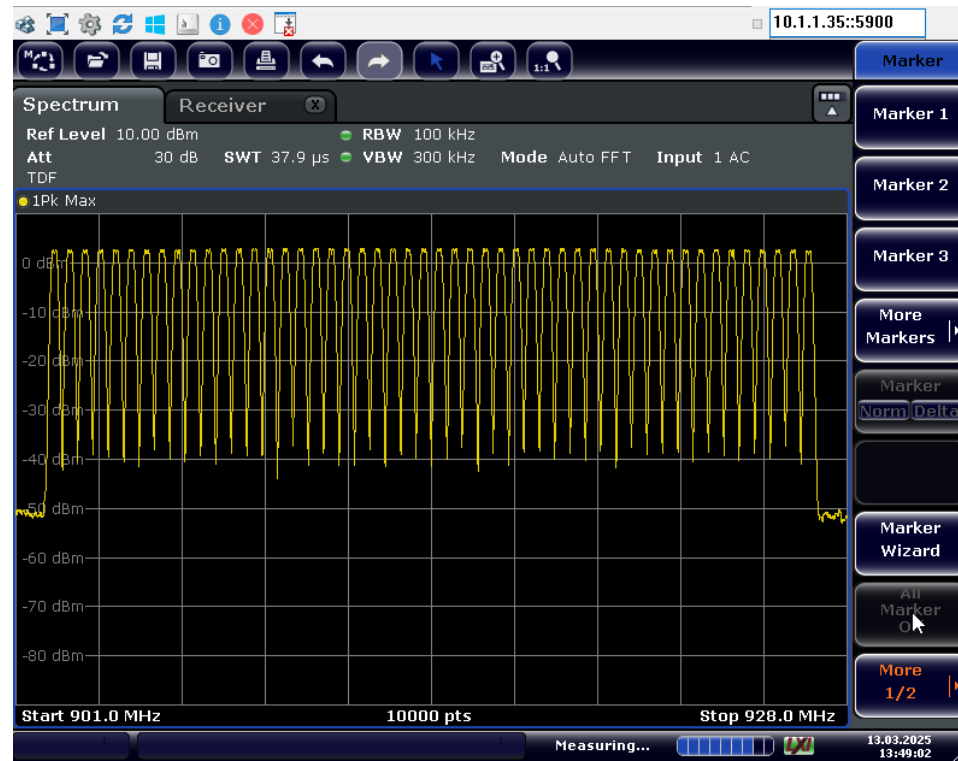 10.1.1.35::5900
Marker
Spectrum
Receiver
Ref Level 10.00 dBm
RBW 100 kHz
Att 30 dB SWT 37.9 µs VBW 300 kHz Mode Auto FFT Input 1 AC
TDF
1Pk Max
0 dBm
-10 dBm
-20 dBm
-30 dBm
-40 dBm
-50 dBm
-60 dBm
-70 dBm
-80 dBm
Start 901.0 MHz
10000 pts
Stop 928.0 MHz
Measuring...
LXI
13.03.2025
13:49:02
1:1
Marker 1
Marker 2
Marker 3
More
Markers
Marker
Norm Delta
Marker
Wizard
All
Marker
More
1/2